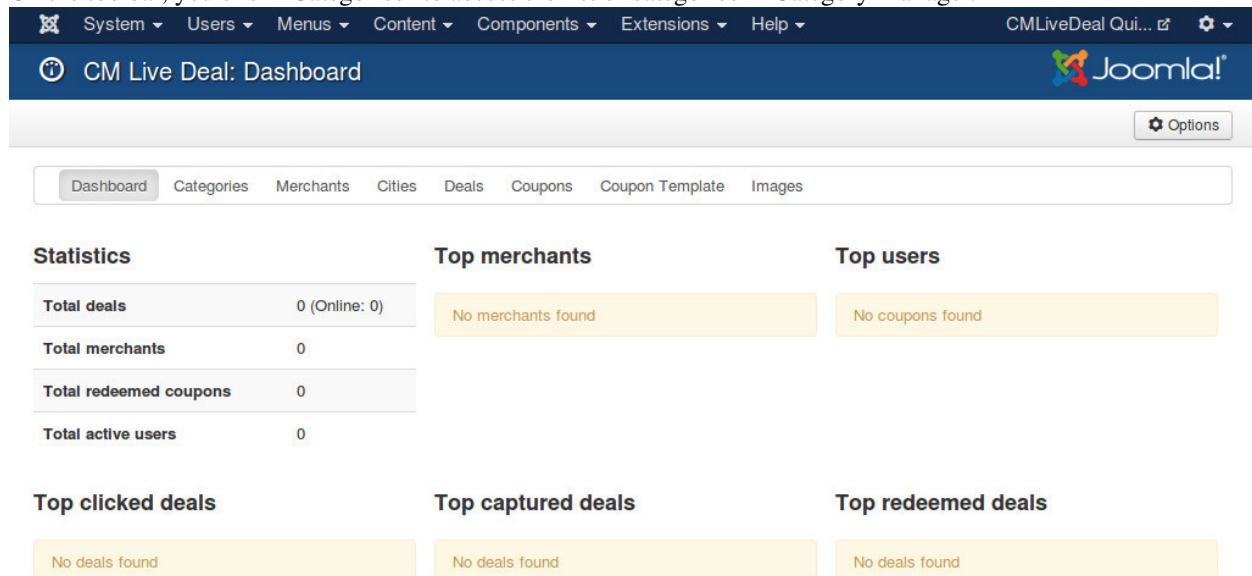 System Users Menus Content Components Extensions Help CMLiveDeal Qui...
CM Live Deal: Dashboard Joomla!
Options
Dashboard Categories Merchants Cities Deals Coupons Coupon Template Images
Statistics Top merchants Top users
Total deals 0 (Online: 0) No merchants found No coupons found
Total merchants 0
Total redeemed coupons 0
Total active users 0
Top clicked deals Top captured deals Top redeemed deals
No deals found No deals found No deals found